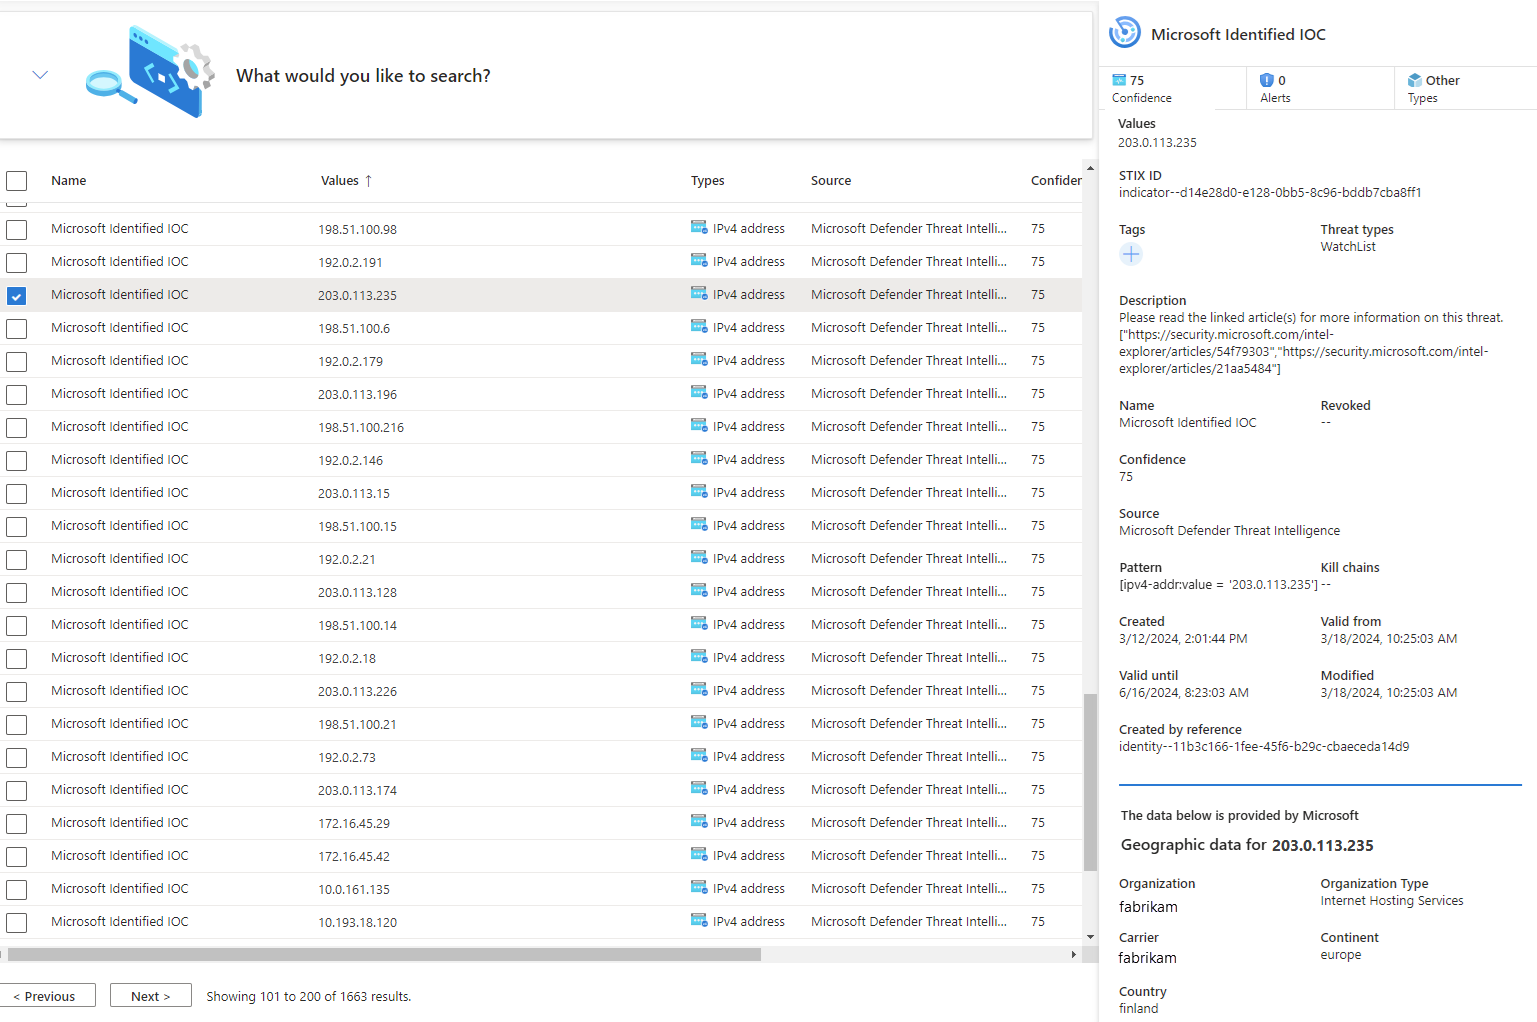 What would you like to search?
Name Values ↑ Types Source Confiden
Microsoft Identified IOC 198.51.100.98 IPv4 address Microsoft Defender Threat Intelli... 75
Microsoft Identified IOC 192.0.2.191 IPv4 address Microsoft Defender Threat Intelli... 75
Microsoft Identified IOC 203.0.113.235 IPv4 address Microsoft Defender Threat Intelli... 75
Microsoft Identified IOC 198.51.100.6 IPv4 address Microsoft Defender Threat Intelli... 75
Microsoft Identified IOC 192.0.2.179 IPv4 address Microsoft Defender Threat Intelli... 75
Microsoft Identified IOC 203.0.113.196 IPv4 address Microsoft Defender Threat Intelli... 75
Microsoft Identified IOC 198.51.100.216 IPv4 address Microsoft Defender Threat Intelli... 75
Microsoft Identified IOC 192.0.2.146 IPv4 address Microsoft Defender Threat Intelli... 75
Microsoft Identified IOC 203.0.113.15 IPv4 address Microsoft Defender Threat Intelli... 75
Microsoft Identified IOC 198.51.100.15 IPv4 address Microsoft Defender Threat Intelli... 75
Microsoft Identified IOC 192.0.2.21 IPv4 address Microsoft Defender Threat Intelli... 75
Microsoft Identified IOC 203.0.113.128 IPv4 address Microsoft Defender Threat Intelli... 75
Microsoft Identified IOC 198.51.100.14 IPv4 address Microsoft Defender Threat Intelli... 75
Microsoft Identified IOC 192.0.2.18 IPv4 address Microsoft Defender Threat Intelli... 75
Microsoft Identified IOC 203.0.113.226 IPv4 address Microsoft Defender Threat Intelli... 75
Microsoft Identified IOC 198.51.100.21 IPv4 address Microsoft Defender Threat Intelli... 75
Microsoft Identified IOC 192.0.2.73 IPv4 address Microsoft Defender Threat Intelli... 75
Microsoft Identified IOC 203.0.113.174 IPv4 address Microsoft Defender Threat Intelli... 75
Microsoft Identified IOC 172.16.45.29 IPv4 address Microsoft Defender Threat Intelli... 75
Microsoft Identified IOC 172.16.45.42 IPv4 address Microsoft Defender Threat Intelli... 75
Microsoft Identified IOC 10.0.161.135 IPv4 address Microsoft Defender Threat Intelli... 75
Microsoft Identified IOC 10.193.18.120 IPv4 address Microsoft Defender Threat Intelli... 75
< Previous Next > Showing 101 to 200 of 1663 results.
Microsoft Identified IOC
75 0 Other
Confidence Alerts Types
Values
203.0.113.235
STIX ID
indicator--d14e28d0-e128-0bb5-8c96-bddb7cba8ff1
Tags Threat types
WatchList
Description
Please read the linked article(s) for more information on this threat.
["https://security.microsoft.com/intel-
explorer/articles/54f79303","https://security.microsoft.com/intel-
explorer/articles/21aa5484"]
Name Revoked
Microsoft Identified IOC --
Confidence
75
Source
Microsoft Defender Threat Intelligence
Pattern Kill chains
[ipv4-addr:value = '203.0.113.235'] --
Created Valid from
3/12/2024, 2:01:44 PM 3/18/2024, 10:25:03 AM
Valid until Modified
6/16/2024, 8:23:03 AM 3/18/2024, 10:25:03 AM
Created by reference
identity--11b3c166-1fee-45f6-b29c-cbaeceda14d9
The data below is provided by Microsoft
Geographic data for 203.0.113.235
Organization Organization Type
fabrikam Internet Hosting Services
Carrier Continent
fabrikam europe
Country
finland